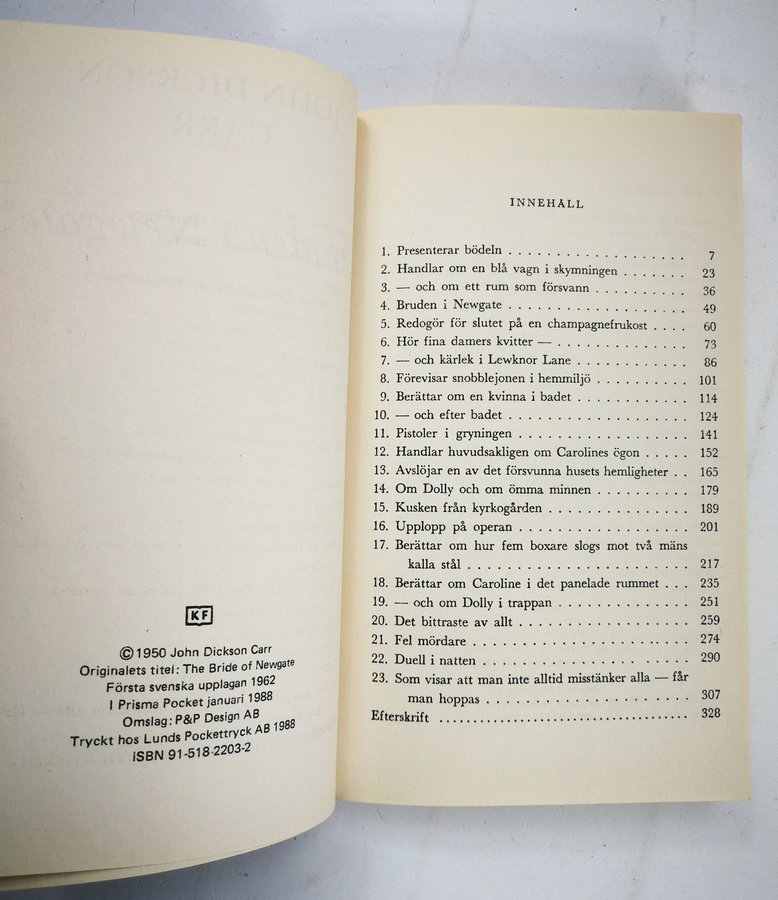 KF
©1950 John Dickson Carr
Originalets titel: The Bride of Newgate
Första svenska upplagan 1962
I Prisma Pocket januari 1988
Omslag: P&P Design AB
Tryckt hos Lunds Pockettryck AB 1988
ISBN 91-518-2203-2
INNEHALL
1. Presenterar bödeln . . . . . . . . . . . . . . . . . . . 7
2. Handlar om en blå vagn i skymningen . . . . . . . 23
3. — och om ett rum som försvann . . . . . . . . . . 36
4. Bruden i Newgate . . . . . . . . . . . . . . . . . . . 49
5. Redogör för slutet på en champagnefrukost . . . . 60
6. Hör fina damers kvitter — . . . . . . . . . . . . . . 73
7. — och kärlek i Lewknor Lane . . . . . . . . . . . . 86
8. Förevisar snobblejonen i hemmiljö . . . . . . . . . . 101
9. Berättar om en kvinna i badet . . . . . . . . . . . . 114
10. — och efter badet . . . . . . . . . . . . . . . . . . . 124
11. Pistoler i gryningen . . . . . . . . . . . . . . . . . . 141
12. Handlar huvudsakligen om Carolines ögon . . . . . 152
13. Avslöjar en av det försvunna husets hemligheter . . 165
14. Om Dolly och om ömma minnen . . . . . . . . . . 179
15. Kusken från kyrkogården . . . . . . . . . . . . . . . 189
16. Upplopp på operan . . . . . . . . . . . . . . . . . . 201
17. Berättar om hur fem boxare slogs mot två mäns
kalla stål . . . . . . . . . . . . . . . . . . . . . . . 217
18. Berättar om Caroline i det panelade rummet . . . 235
19. — och om Dolly i trappan . . . . . . . . . . . . . . 251
20. Det bittraste av allt . . . . . . . . . . . . . . . . . . 259
21. Fel mördare . . . . . . . . . . . . . . . . . . . . . . . 274
22. Duell i natten . . . . . . . . . . . . . . . . . . . . . . 290
23. Som visar att man inte alltid misstänker alla — får
man hoppas . . . . . . . . . . . . . . . . . . . . . 307
Efterskrift . . . . . . . . . . . . . . . . . . . . . . . . . . 328